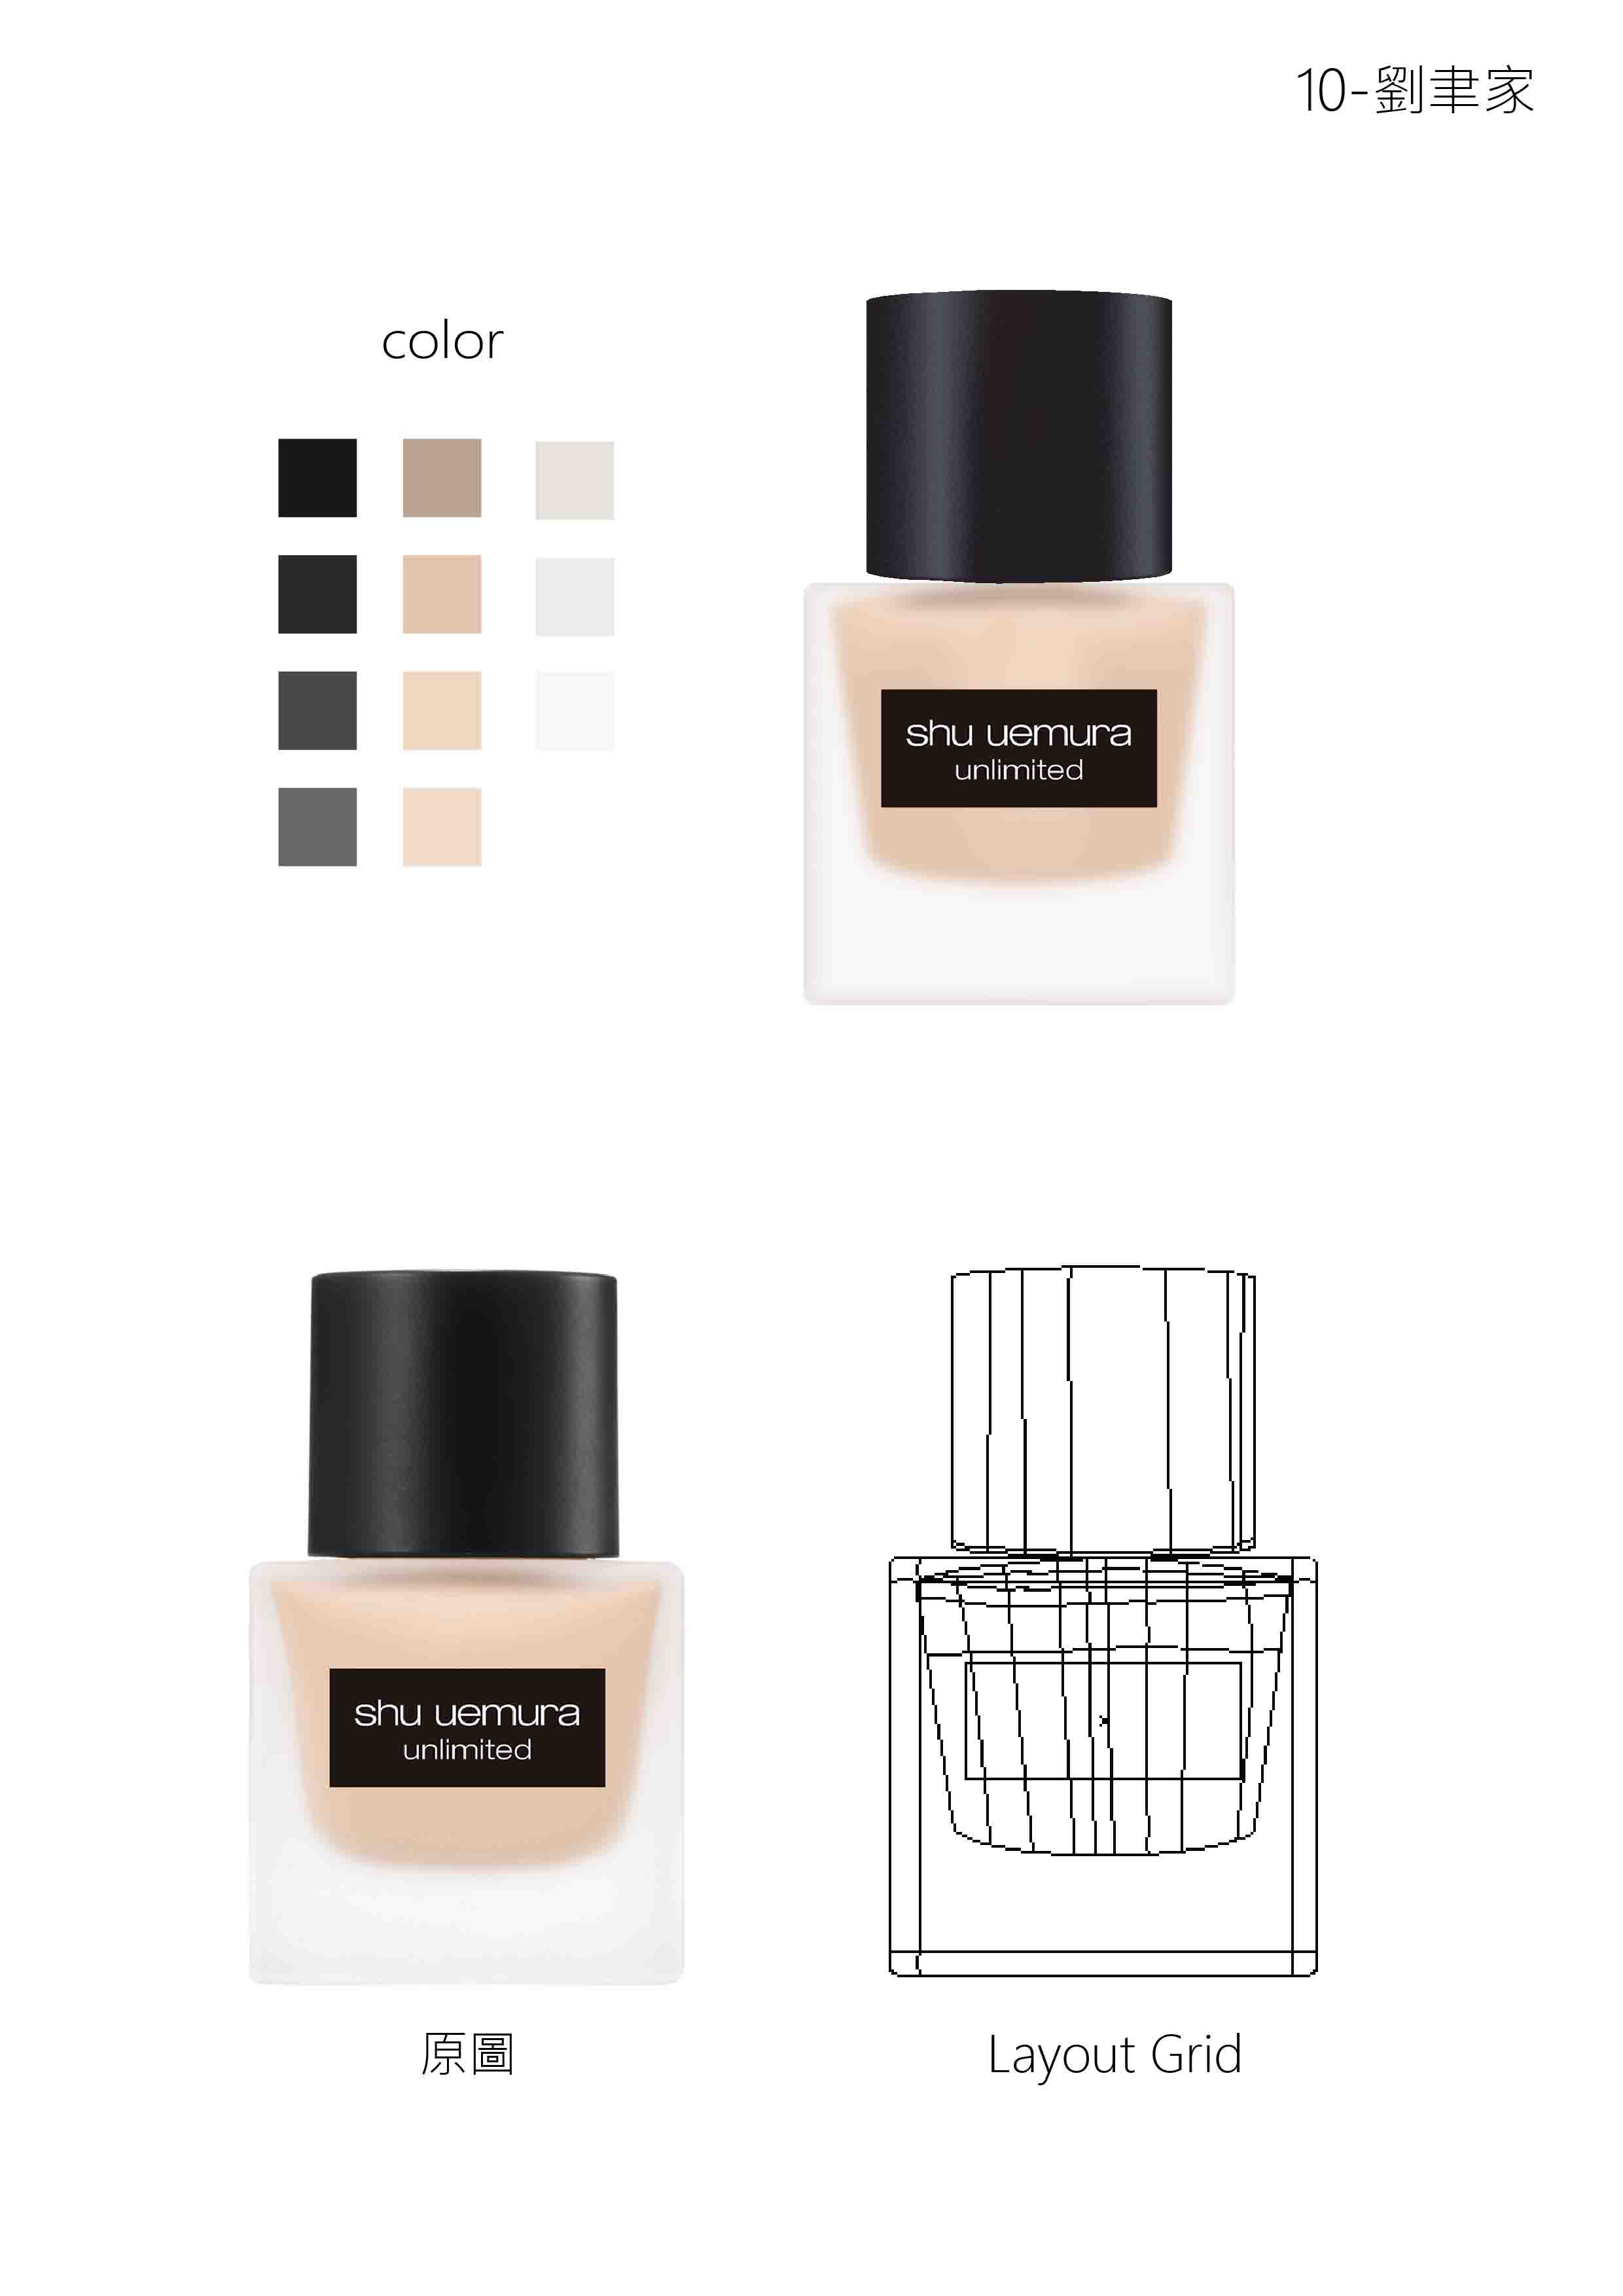 10-劉聿家
color
shu uemura
unlimited
shu uemura
unlimited
原圖
Layout Grid